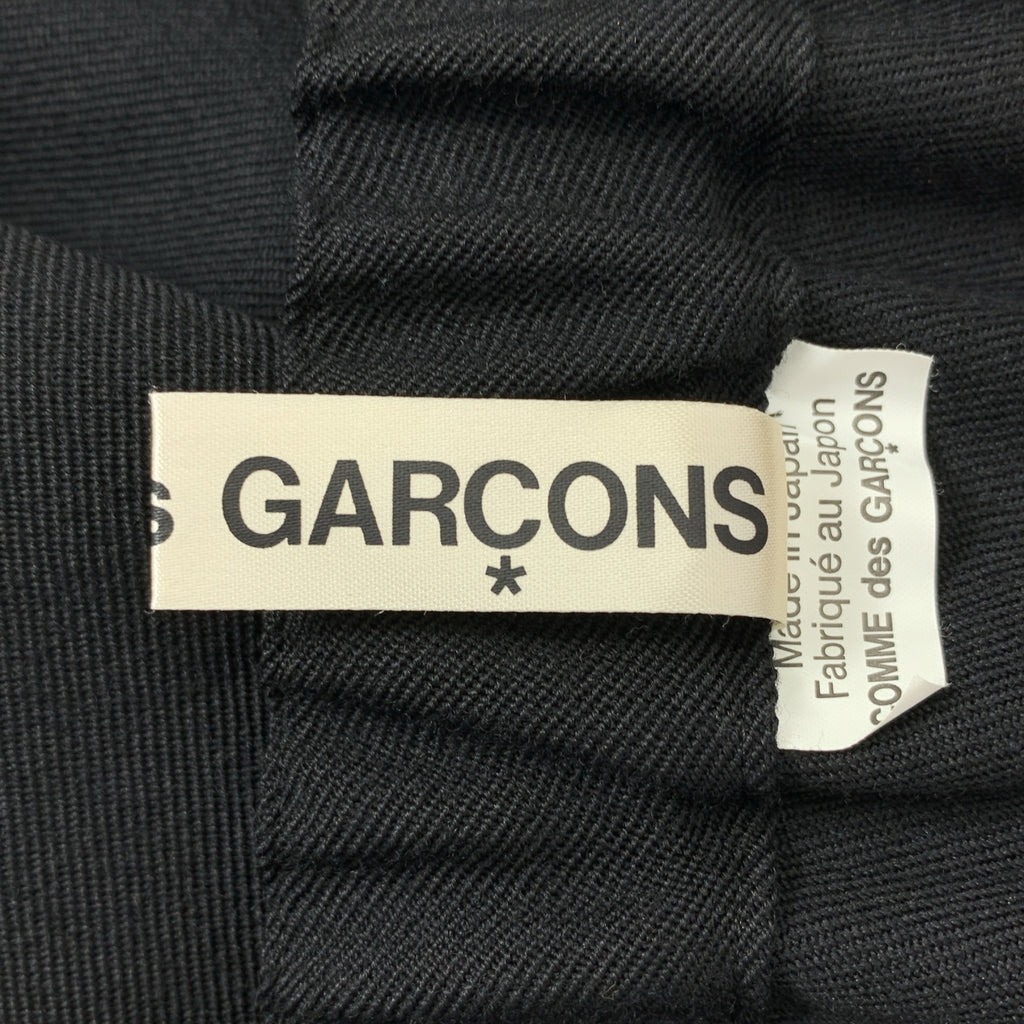 GARÇONS
*
Made in Japan
Fabriqué au Japon
COMME des GARÇONS